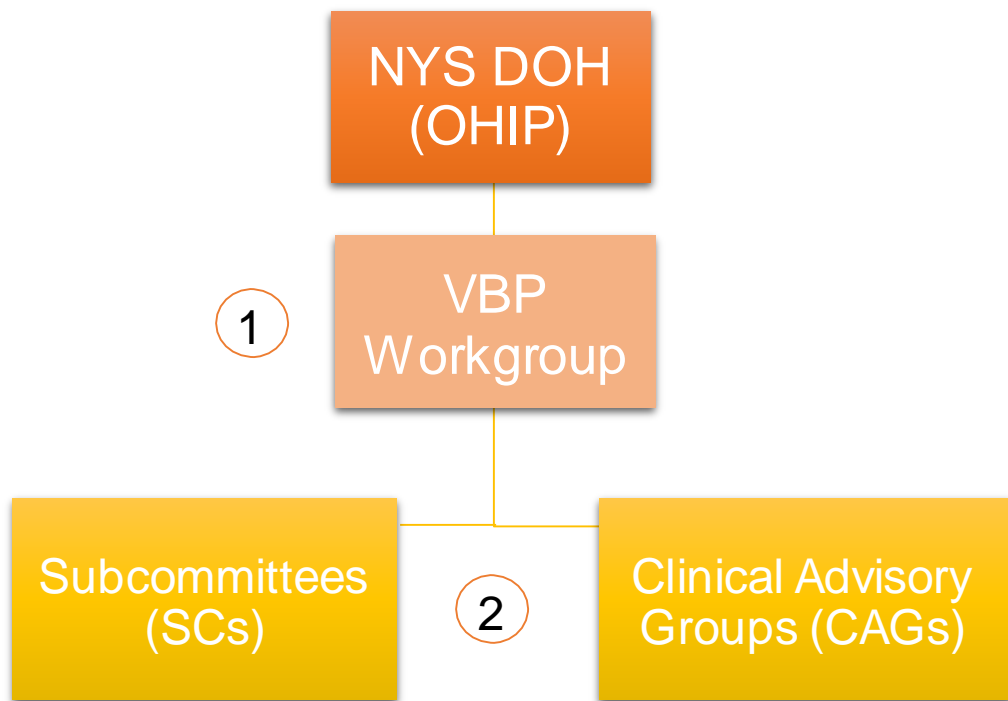 NYS DOH
(OHIP)
1
VBP
Workgroup
Subcommittees
(SCs)
2
Clinical Advisory
Groups (CAGs)